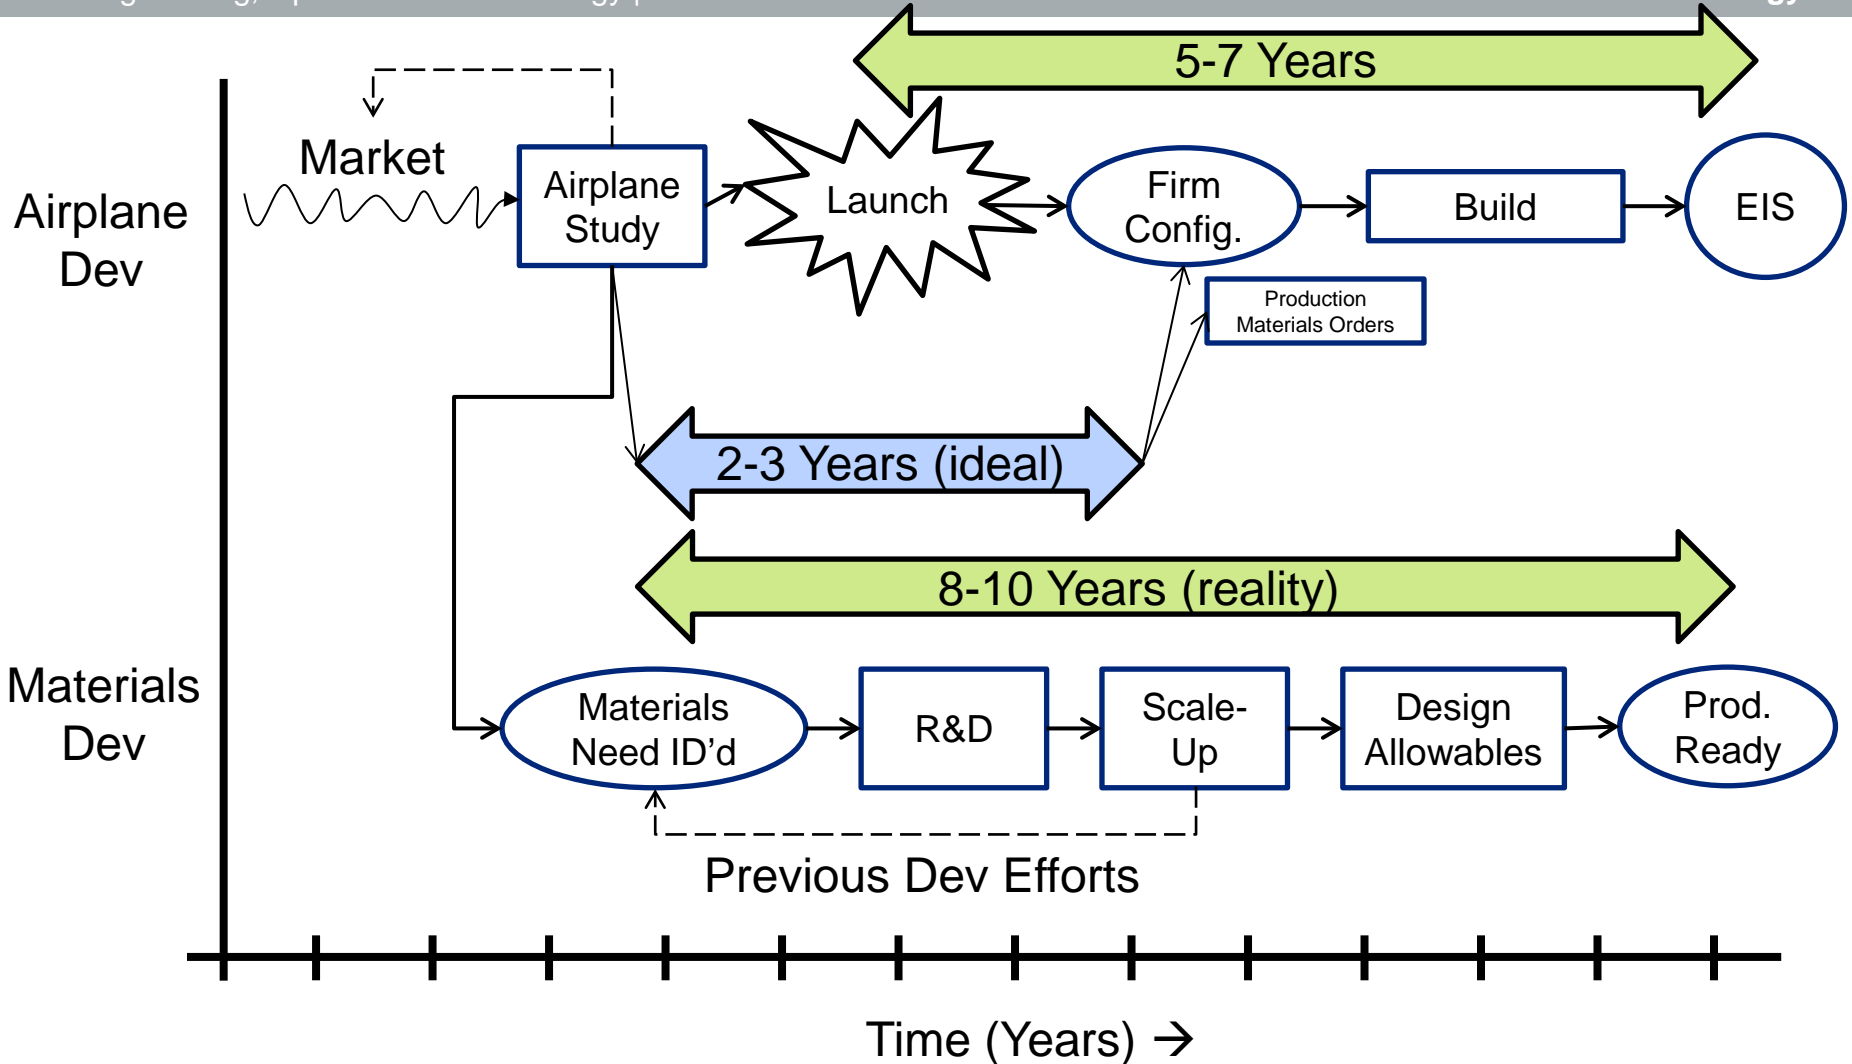 5-7 Years
Market
Airplane
Study
Launch
Firm
Config.
Build
EIS
Airplane
Dev
Production
Materials Orders
2-3 Years (ideal)
8-10 Years (reality)
Materials
Dev
Materials
Need ID’d
R&D
Scale-
Up
Design
Allowables
Prod.
Ready
Previous Dev Efforts
Time (Years) →